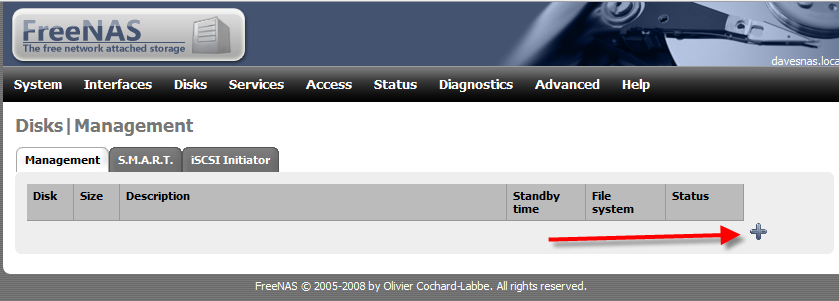 FreeNAS
The free network attached storage
davesnas.loca
System Interfaces Disks Services Access Status Diagnostics Advanced Help
Disks|Management
Management S.M.A.R.T. iSCSI Initiator
Disk Size Description Standby time File system Status
FreeNAS © 2005-2008 by Olivier Cochard-Labbe. All rights reserved.